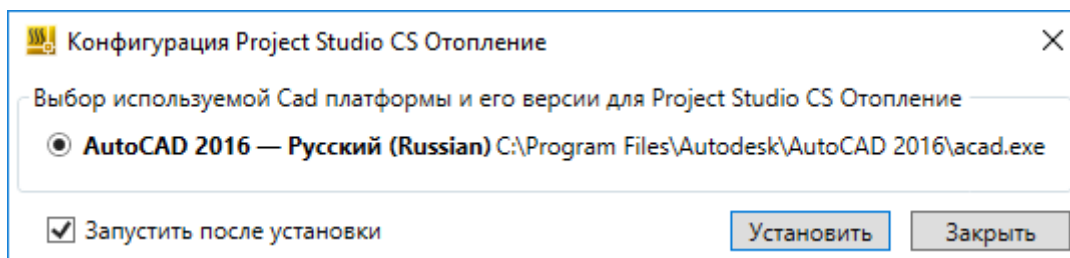 Конфигурация Project Studio CS Отопление
Выбор используемой Cad платформы и его версии для Project Studio CS Отопление
AutoCAD 2016 — Русский (Russian) C:\Program Files\Autodesk\AutoCAD 2016\acad.exe
Запустить после установки
Установить
Закрыть